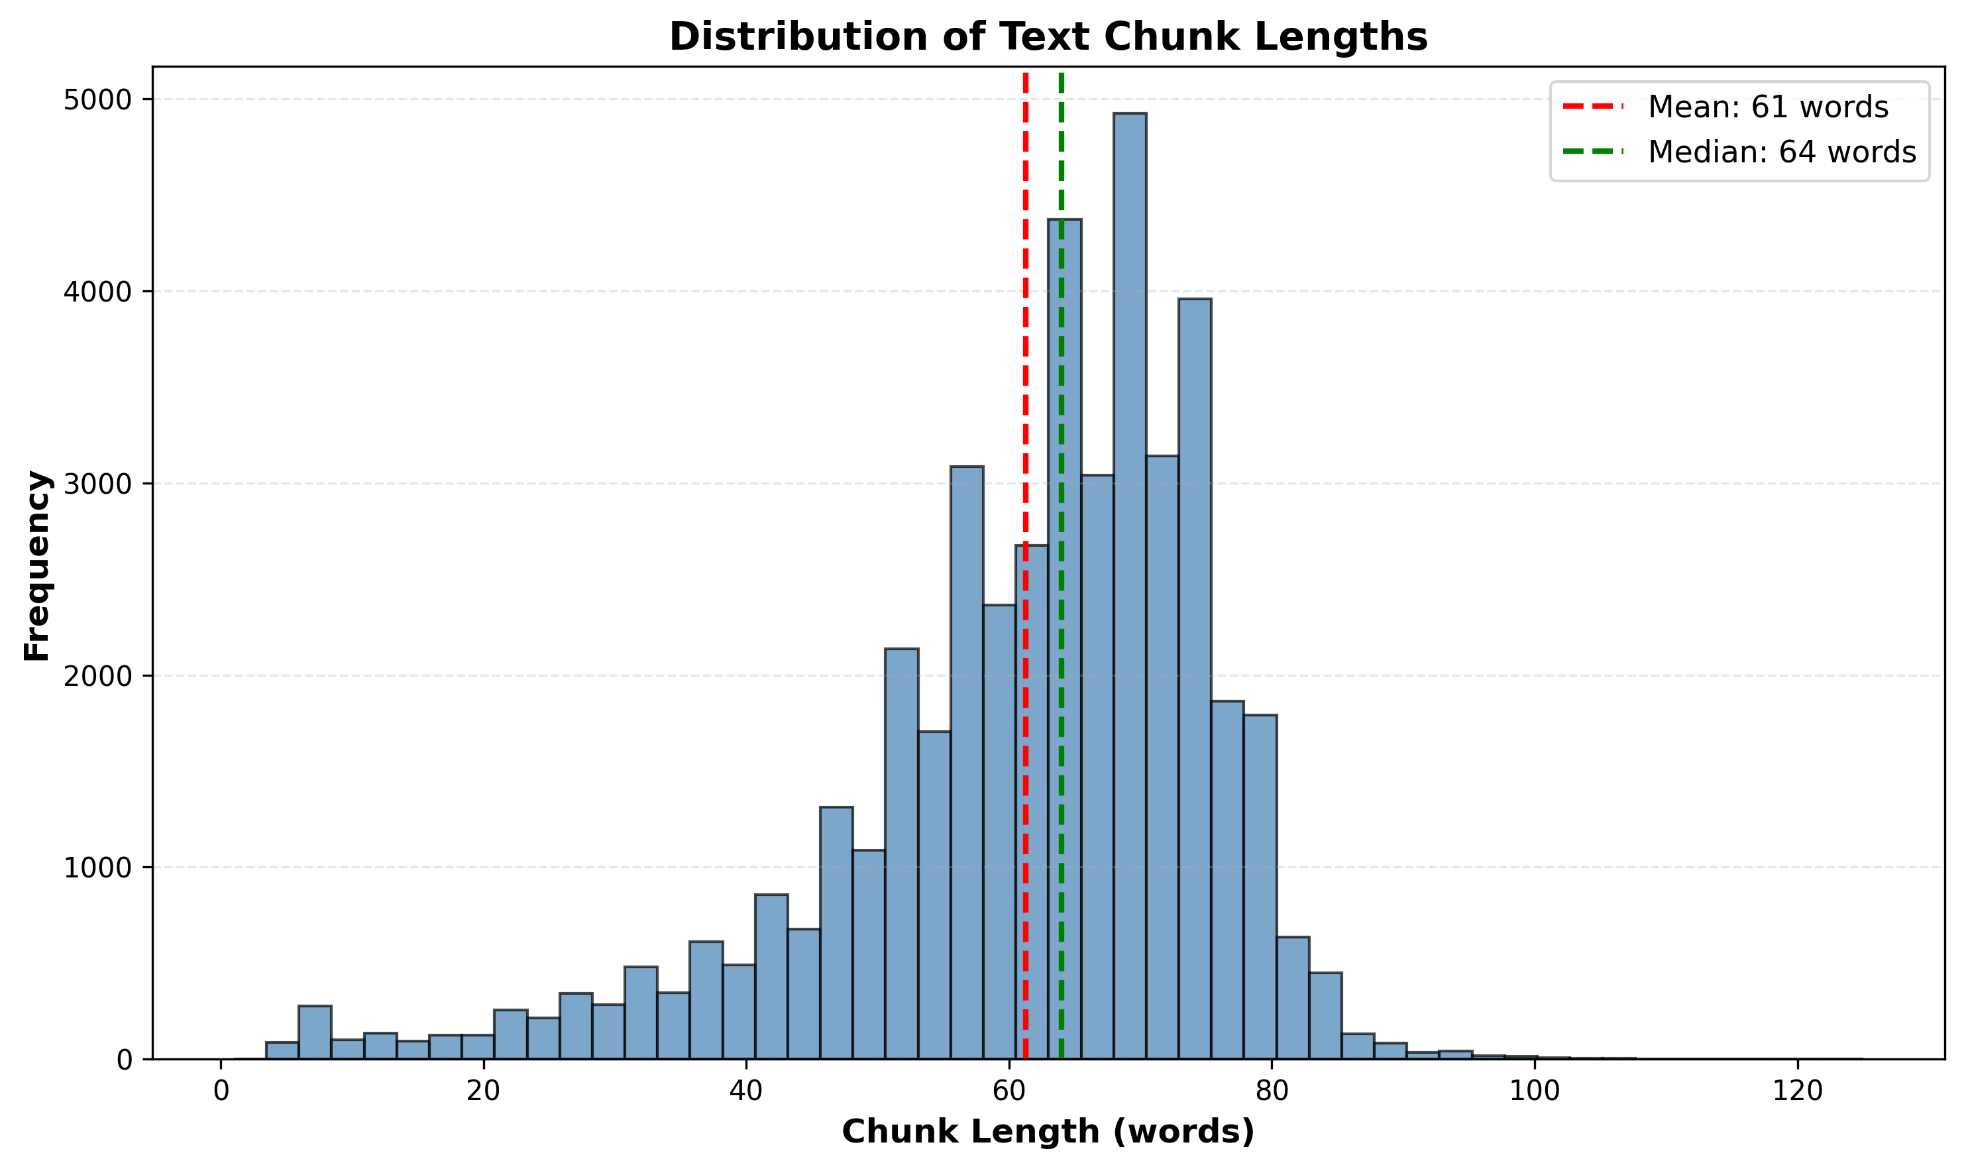 Distribution of Text Chunk Lengths
Mean: 61 words
Median: 64 words
Frequency
5000
4000
3000
2000
1000
0
0 20 40 60 80 100 120
Chunk Length (words)